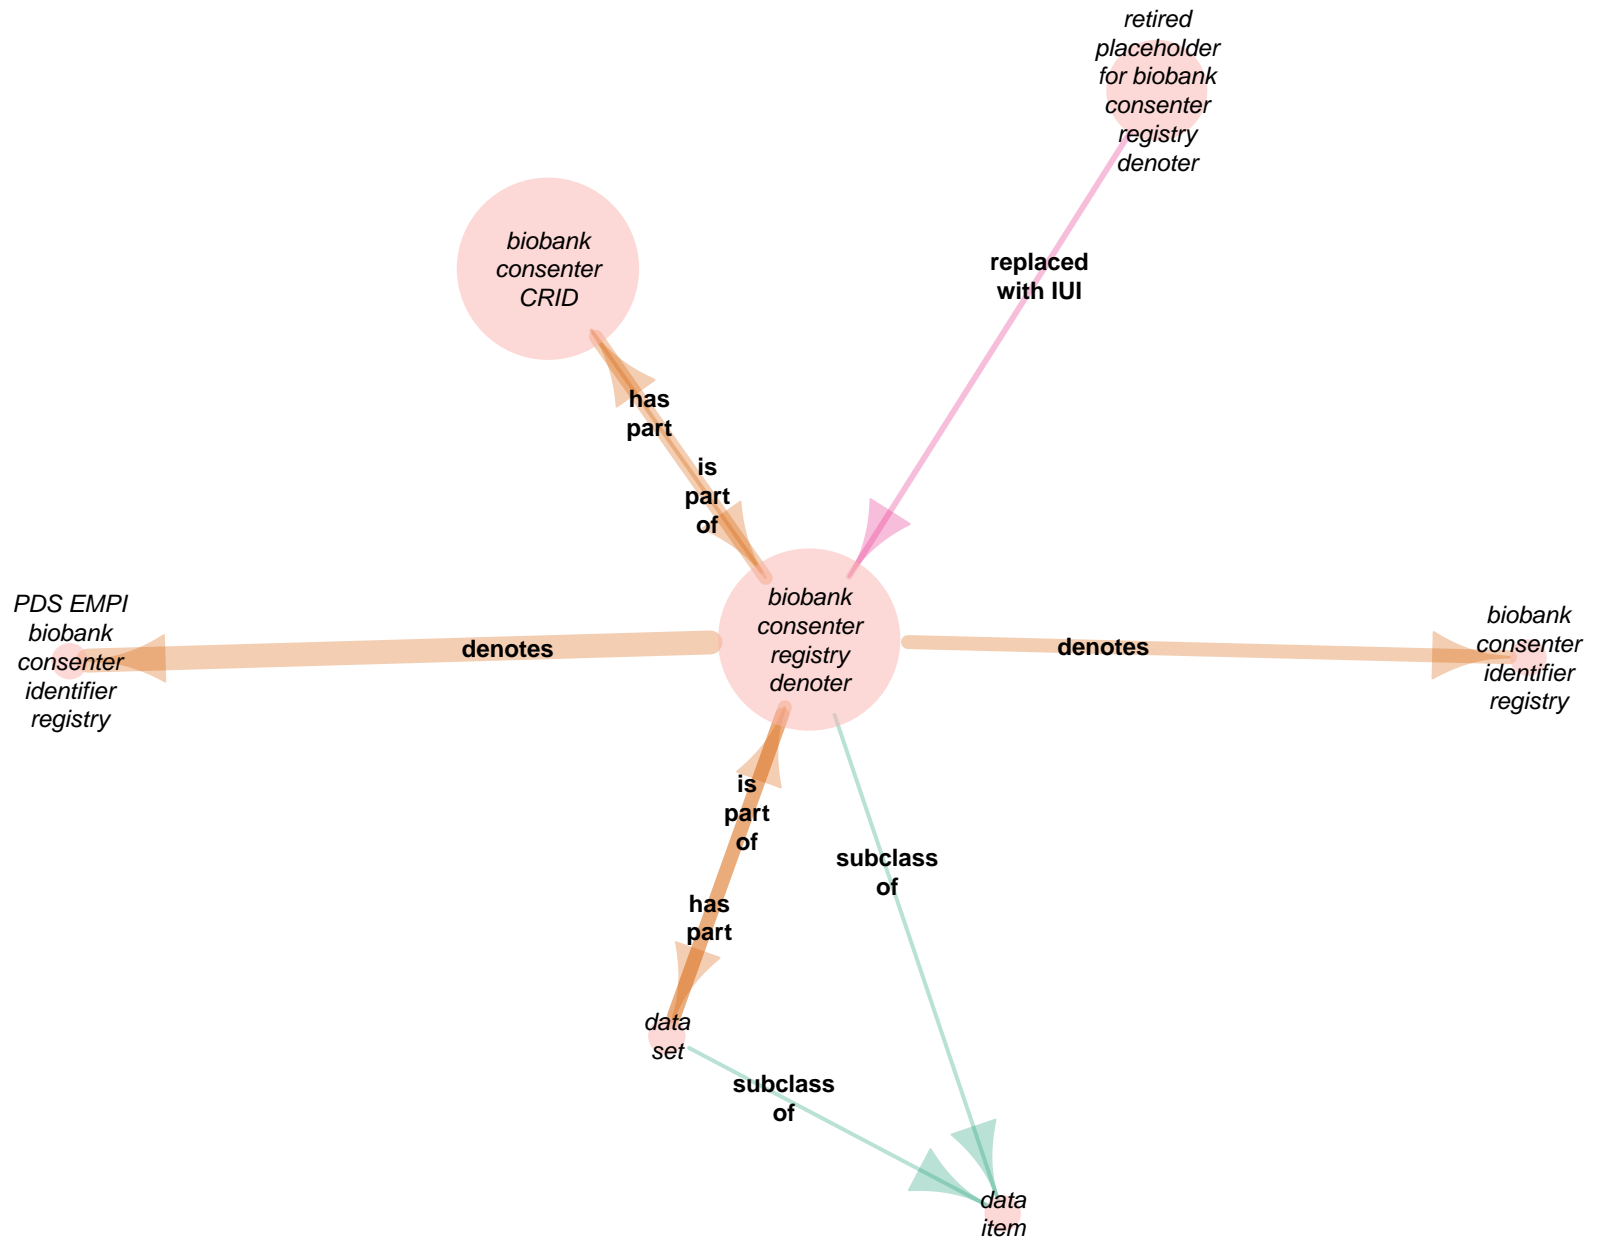 retired
placeholder
for biobank
consenter
registry
denoter
biobank
consenter
CRID
replaced
with IUI
has
part
is
part
of
PDS EMPI
biobank
consenter
identifier
registry
denotes
biobank
consenter
registry
denoter
denotes
biobank
consenter
identifier
registry
is
part
of
subclass
of
has
part
data
set
subclass
of
data
item